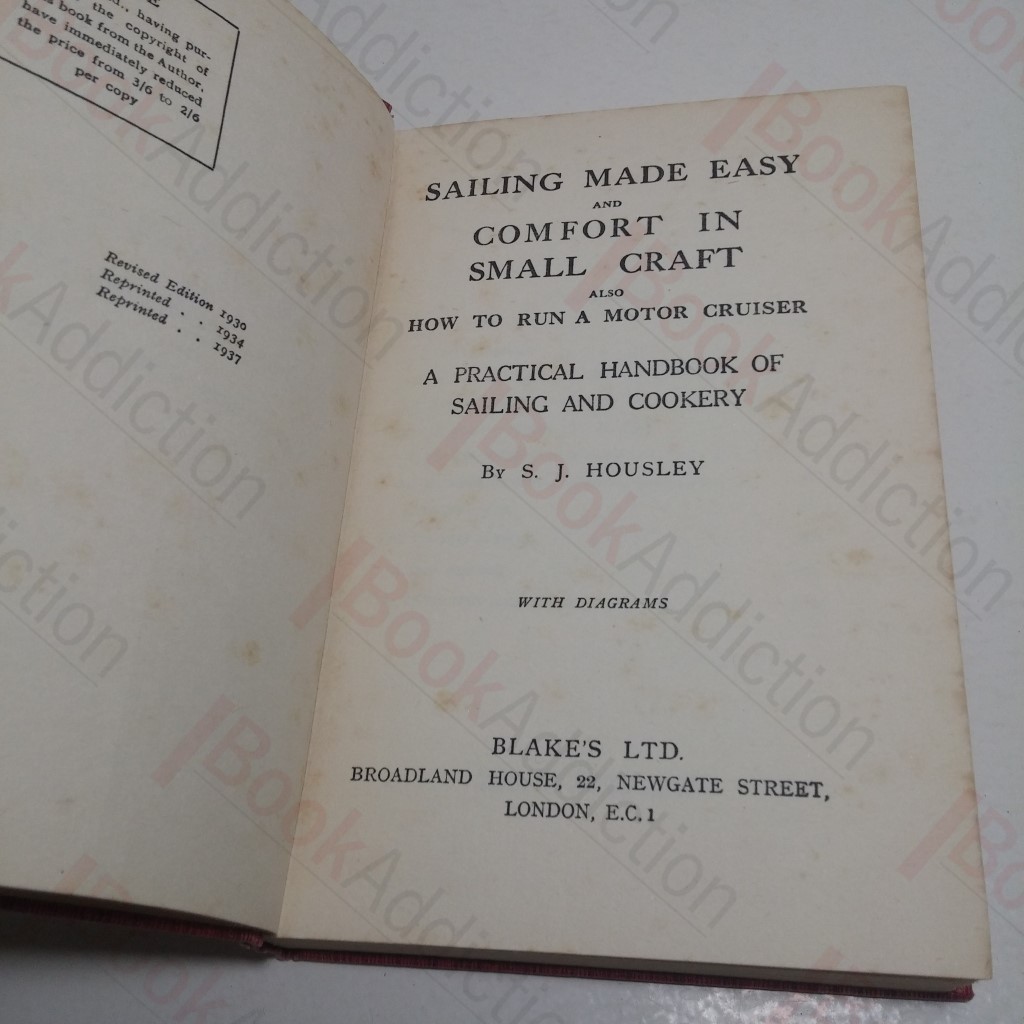 d., having pur-
the copyright of
book from the Author,
have immediately reduced
the price from 3/6 to 2/6
per copy
Revised Edition 1930
Reprinted . . 1934
Reprinted . . 1937
SAILING MADE EASY
AND
COMFORT IN
SMALL CRAFT
ALSO
HOW TO RUN A MOTOR CRUISER
A PRACTICAL HANDBOOK OF
SAILING AND COOKERY
By S. J. HOUSLEY
WITH DIAGRAMS
BLAKE'S LTD.
BROADLAND HOUSE, 22, NEWGATE STREET,
LONDON, E.C.1
BookAddiction